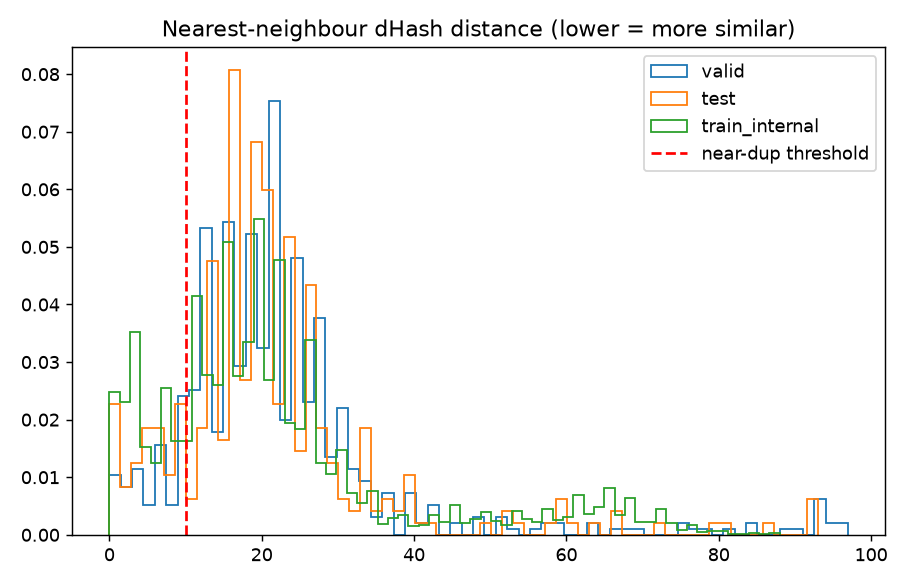 Nearest-neighbour dHash distance (lower = more similar)
valid
test
train_internal
near-dup threshold
0.08
0.07
0.06
0.05
0.04
0.03
0.02
0.01
0.00
0 20 40 60 80 100